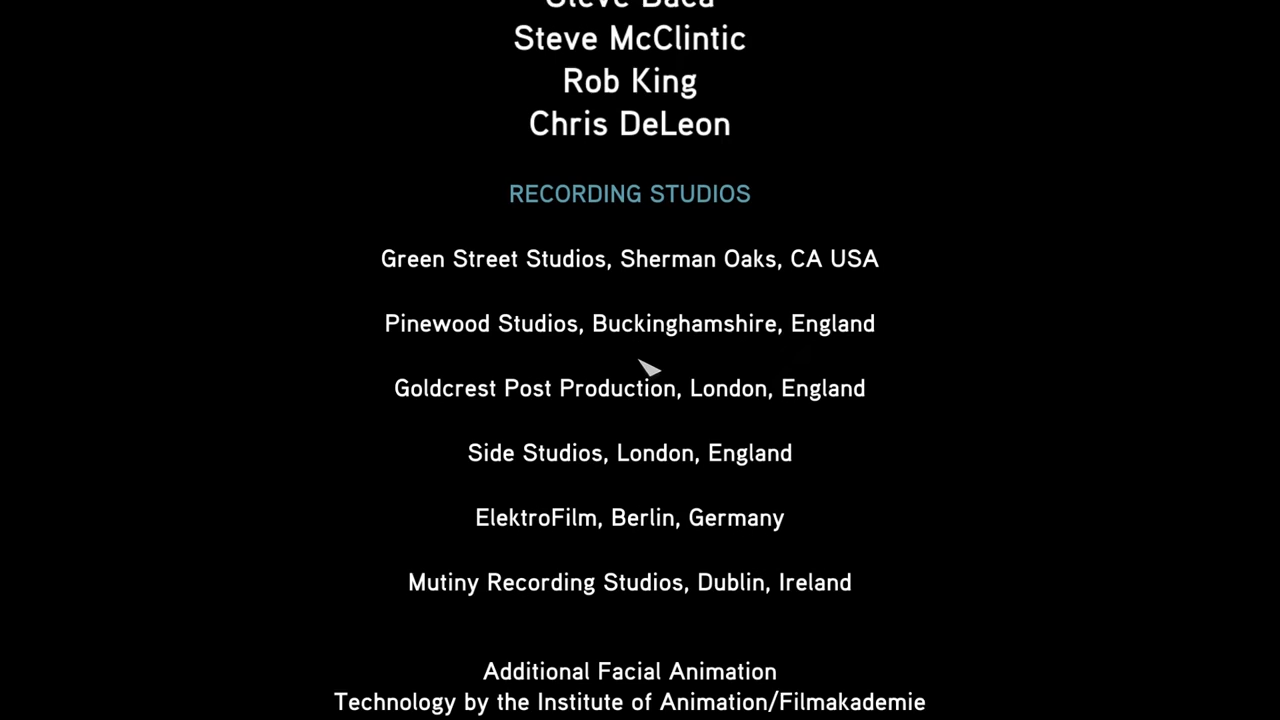 Steve Baca
Steve McClintic
Rob King
Chris DeLeon
RECORDING STUDIOS
Green Street Studios, Sherman Oaks, CA USA
Pinewood Studios, Buckinghamshire, England
Goldcrest Post Production, London, England
Side Studios, London, England
ElektroFilm, Berlin, Germany
Mutiny Recording Studios, Dublin, Ireland
Additional Facial Animation
Technology by the Institute of Animation/Filmakademie